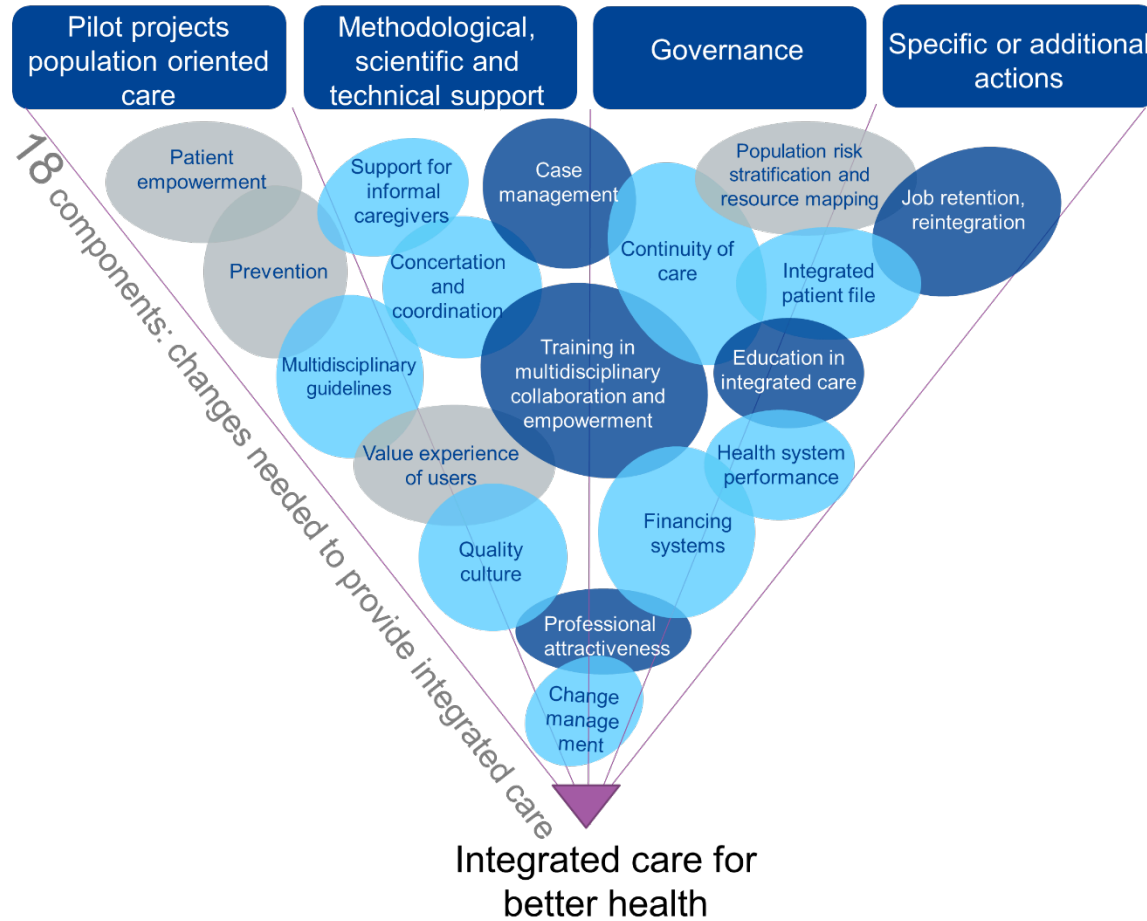 Pilot projects
population oriented
care
Methodological,
scientific and
technical support
Governance
Specific or additional
actions
18 components: changes needed to provide integrated care
Patient
empowerment
Support for
informal
caregivers
Case
management
Population risk
stratification and
resource mapping
Job retention,
reintegration
Prevention
Concertation
and
coordination
Continuity of
care
Integrated
patient file
Multidisciplinary
guidelines
Training in
multidisciplinary
collaboration and
empowerment
Education in
integrated care
Value experience
of users
Health system
performance
Quality
culture
Financing
systems
Professional
attractiveness
Change
manage
ment
Integrated care for
better health